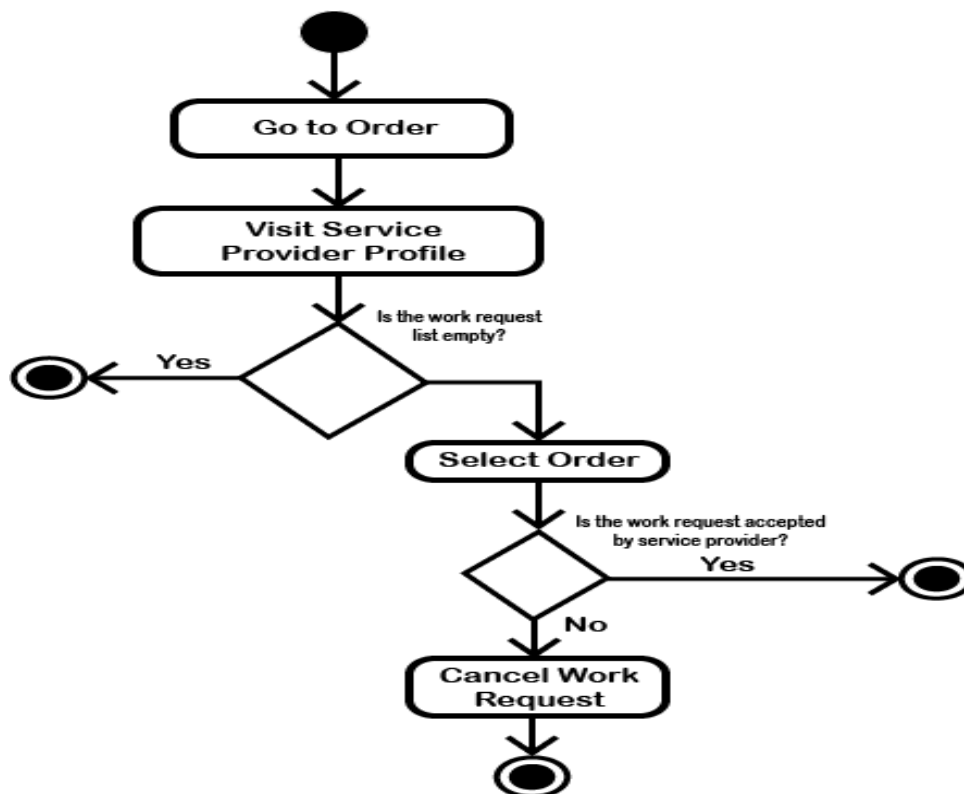 Go to Order
Visit Service
Provider Profile
Is the work request
list empty?
Yes
Select Order
Is the work request accepted
by service provider?
Yes
No
Cancel Work
Request